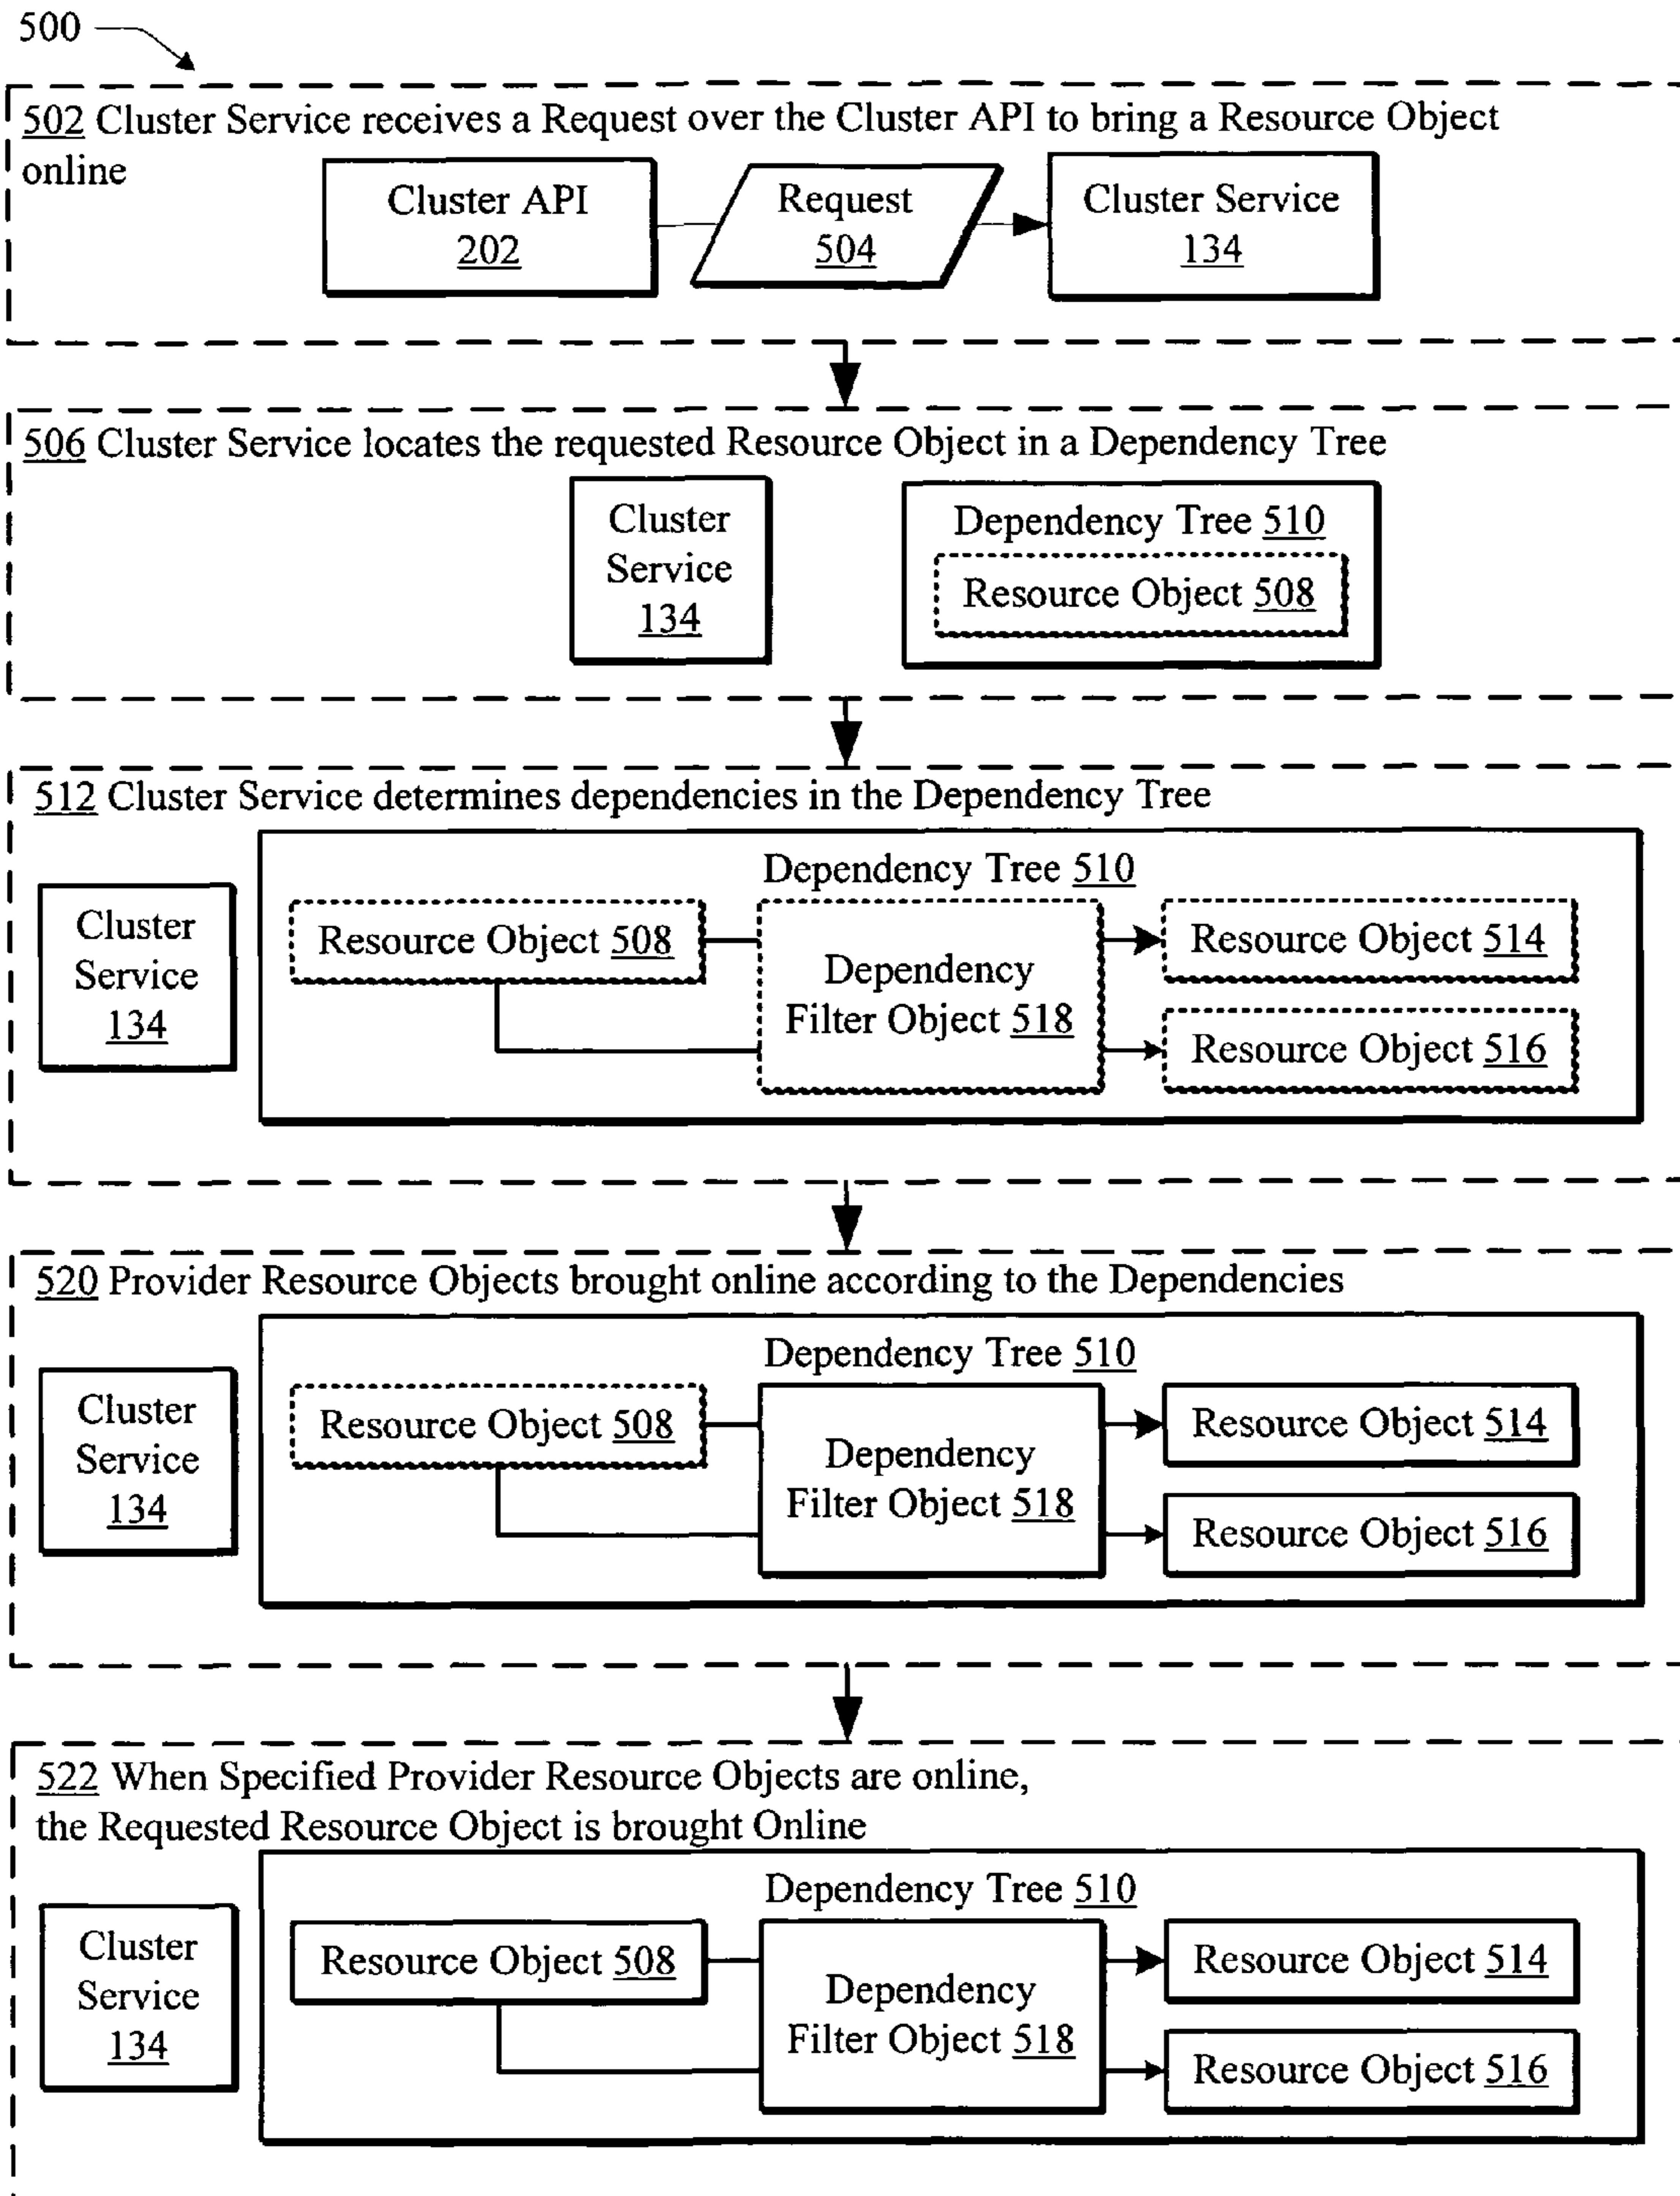 500
502 Cluster Service receives a Request over the Cluster API to bring a Resource Object
online
Cluster API
202
Request
504
Cluster Service
134
506 Cluster Service locates the requested Resource Object in a Dependency Tree
Cluster
Service
134
Dependency Tree 510
Resource Object 508
512 Cluster Service determines dependencies in the Dependency Tree
Cluster
Service
134
Dependency Tree 510
Resource Object 508
Dependency
Filter Object 518
Resource Object 514
Resource Object 516
520 Provider Resource Objects brought online according to the Dependencies
Cluster
Service
134
Dependency Tree 510
Resource Object 508
Dependency
Filter Object 518
Resource Object 514
Resource Object 516
522 When Specified Provider Resource Objects are online,
the Requested Resource Object is brought Online
Cluster
Service
134
Dependency Tree 510
Resource Object 508
Dependency
Filter Object 518
Resource Object 514
Resource Object 516